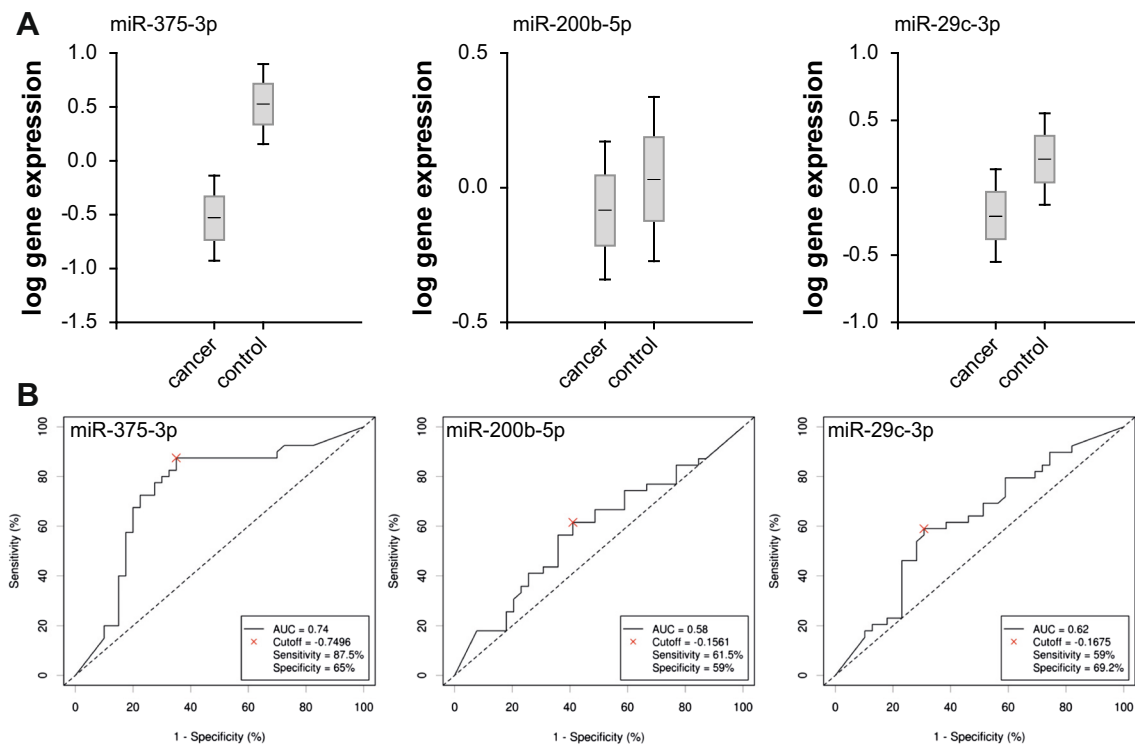 A
miR-375-3p
miR-200b-5p
miR-29c-3p
log gene expression
1.0
0.5
0.0
-0.5
-1.0
-1.5
cancer
control
log gene expression
0.5
0.0
-0.5
cancer
control
log gene expression
1.0
0.5
0.0
-0.5
-1.0
cancer
control
B
miR-375-3p
Sensitivity (%)
100
80
60
40
20
0
AUC = 0.74
Cutoff = -0.7496
Sensitivity = 87.5%
Specificity = 65%
0 20 40 60 80 100
1 - Specificity (%)
miR-200b-5p
Sensitivity (%)
100
80
60
40
20
0
AUC = 0.58
Cutoff = -0.1561
Sensitivity = 61.5%
Specificity = 59%
0 20 40 60 80 100
1 - Specificity (%)
miR-29c-3p
Sensitivity (%)
100
80
60
40
20
0
AUC = 0.62
Cutoff = -0.1675
Sensitivity = 59%
Specificity = 69.2%
0 20 40 60 80 100
1 - Specificity (%)